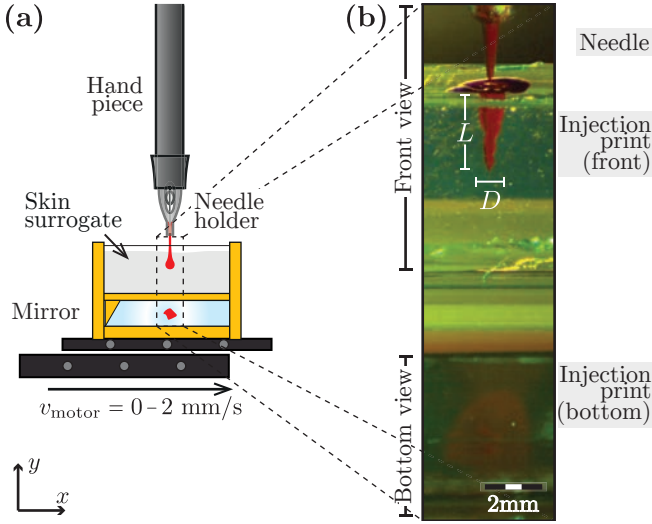 (a)
Hand
piece
Skin
surrogate
Needle
holder
Mirror
v_motor = 0 – 2 mm/s
y
x
(b)
Front view
Bottom view
L
D
2mm
Needle
Injection
print
(front)
Injection
print
(bottom)